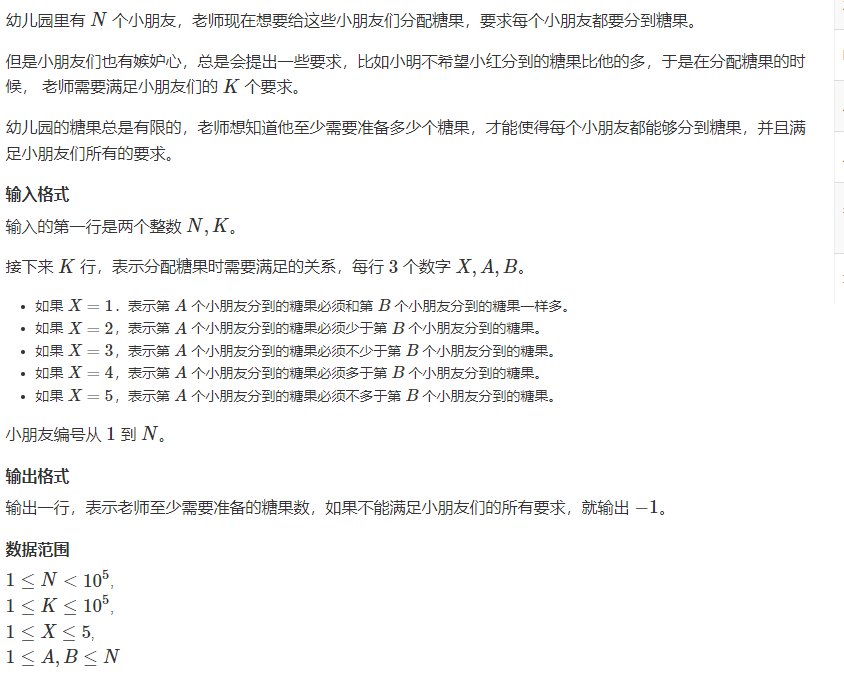 幼儿园里有 N 个小朋友，老师现在想要给这些小朋友们分配糖果，要求每个小朋友都要分到糖果。
但是小朋友们也有嫉妒心，总是会提出一些要求，比如小明不希望小红分到的糖果比他的多，于是在分配糖果的时
候， 老师需要满足小朋友们的 K 个要求。
幼儿园的糖果总是有限的，老师想知道他至少需要准备多少个糖果，才能使得每个小朋友都能够分到糖果，并且满
足小朋友们所有的要求。
输入格式
输入的第一行是两个整数 N, K。
接下来 K 行，表示分配糖果时需要满足的关系，每行 3 个数字 X, A, B。
• 如果 X = 1．表示第 A 个小朋友分到的糖果必须和第 B 个小朋友分到的糖果一样多。
• 如果 X = 2，表示第 A 个小朋友分到的糖果必须少于第 B 个小朋友分到的糖果。
• 如果 X = 3，表示第 A 个小朋友分到的糖果必须不少于第 B 个小朋友分到的糖果。
• 如果 X = 4，表示第 A 个小朋友分到的糖果必须多于第 B 个小朋友分到的糖果。
• 如果 X = 5，表示第 A 个小朋友分到的糖果必须不多于第 B 个小朋友分到的糖果。
小朋友编号从 1 到 N。
输出格式
输出一行，表示老师至少需要准备的糖果数，如果不能满足小朋友们的所有要求，就输出 −1。
数据范围
1 ≤ N < 10⁵,
1 ≤ K ≤ 10⁵,
1 ≤ X ≤ 5,
1 ≤ A, B ≤ N